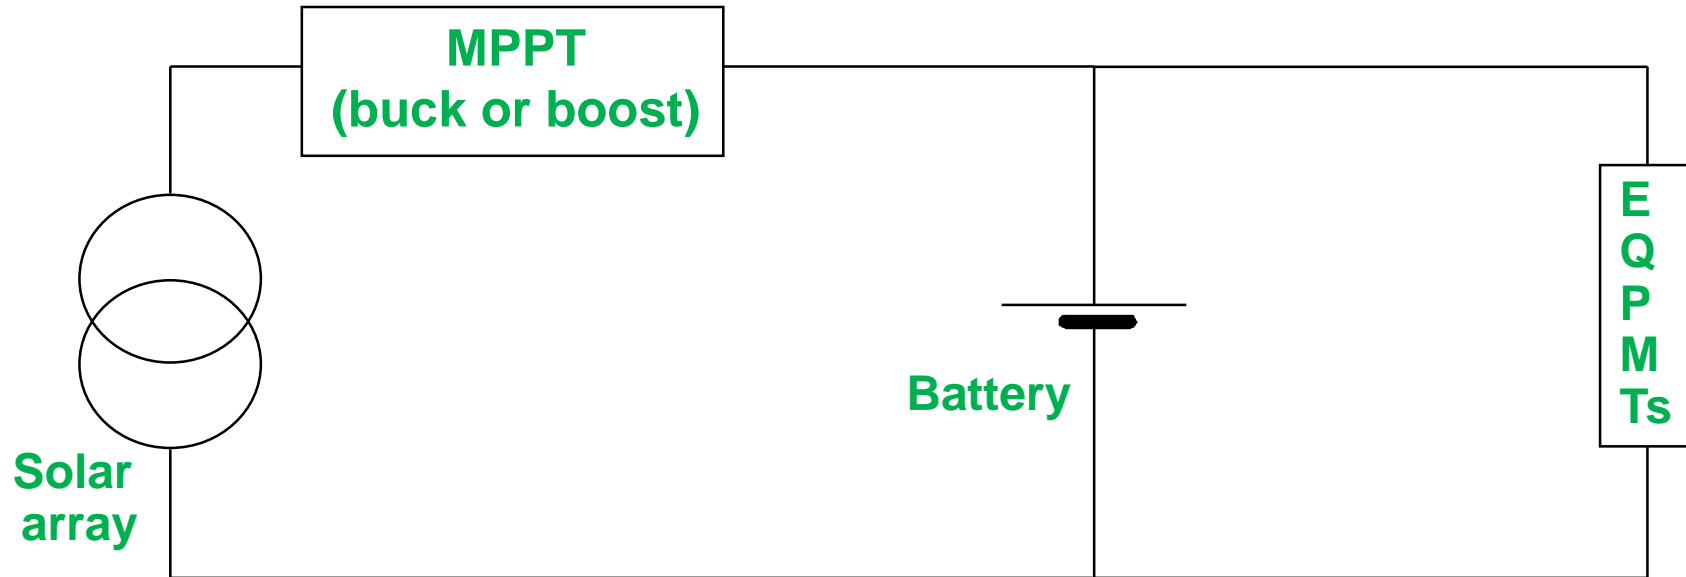 MPPT
(buck or boost)
E
Q
P
M
Ts
Battery
Solar
array